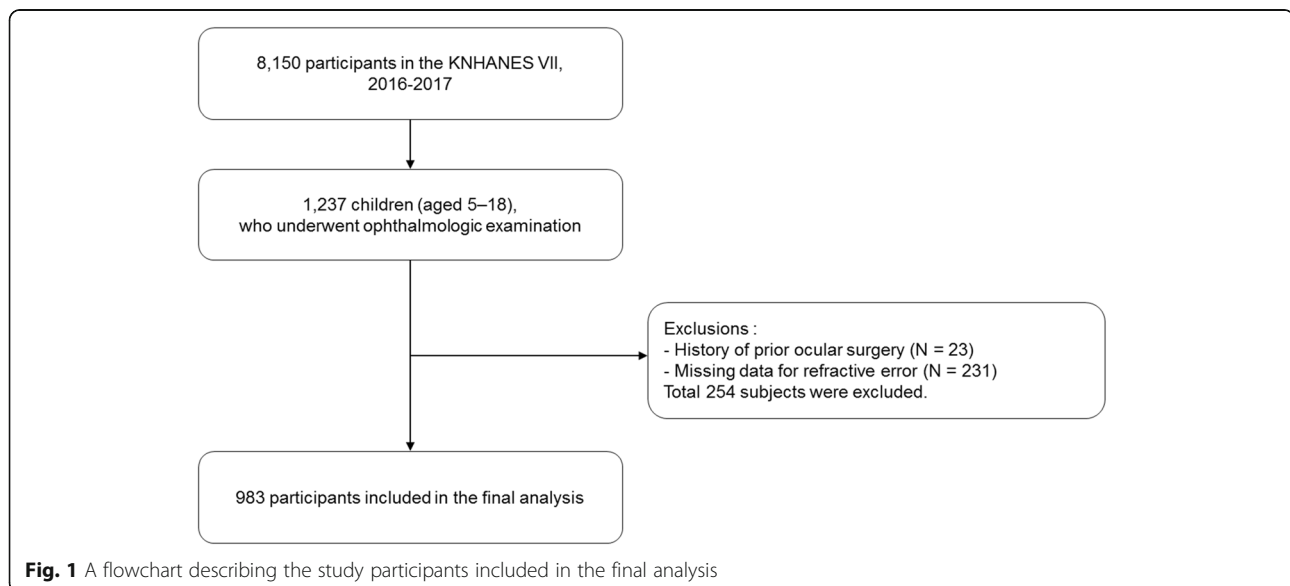 8,150 participants in the KNHANES VII,
2016-2017
1,237 children (aged 5–18),
who underwent ophthalmologic examination
Exclusions :
- History of prior ocular surgery (N = 23)
- Missing data for refractive error (N = 231)
Total 254 subjects were excluded.
983 participants included in the final analysis
Fig. 1 A flowchart describing the study participants included in the final analysis